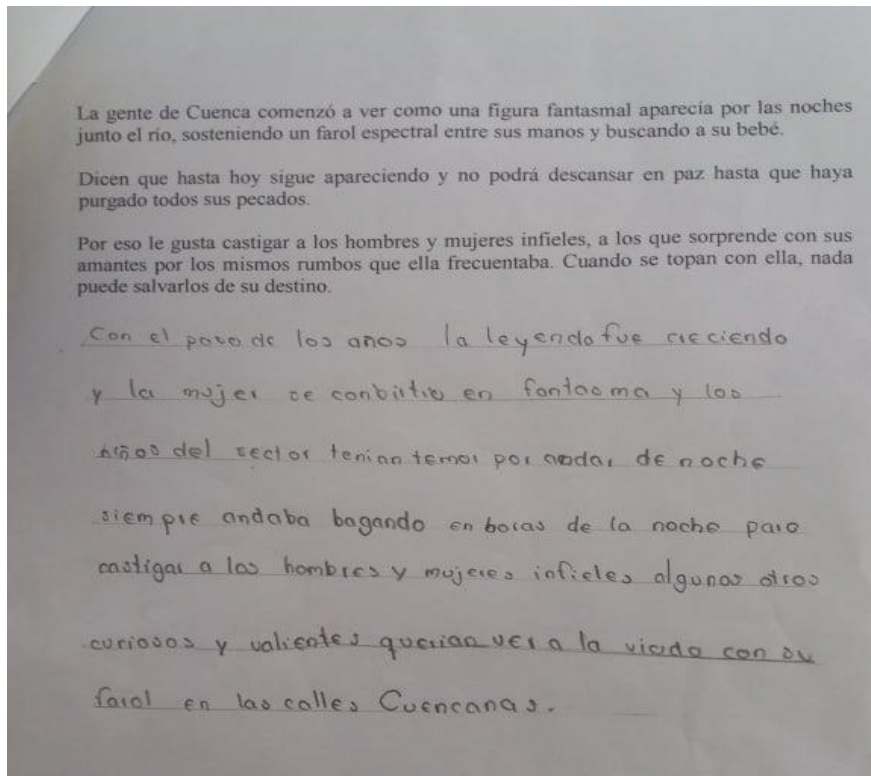 La gente de Cuenca comenzó a ver como una figura fantasmal aparecía por las noches
junto el río, sosteniendo un farol espectral entre sus manos y buscando a su bebé.
Dicen que hasta hoy sigue apareciendo y no podrá descansar en paz hasta que haya
purgado todos sus pecados.
Por eso le gusta castigar a los hombres y mujeres infieles, a los que sorprende con sus
amantes por los mismos rumbos que ella frecuentaba. Cuando se topan con ella, nada
puede salvarlos de su destino.
Con el paso de los años la leyenda fue creciendo
y la mujer se conbirtio en fantasma y los
niños del sector tenian temor por andar de noche
siempre andaba bagando en horas de la noche para
castigar a los hombres y mujeres infieles algunos otros
curiosos y valientes querian ver a la viuda con su
farol en las calles Cuencanas.